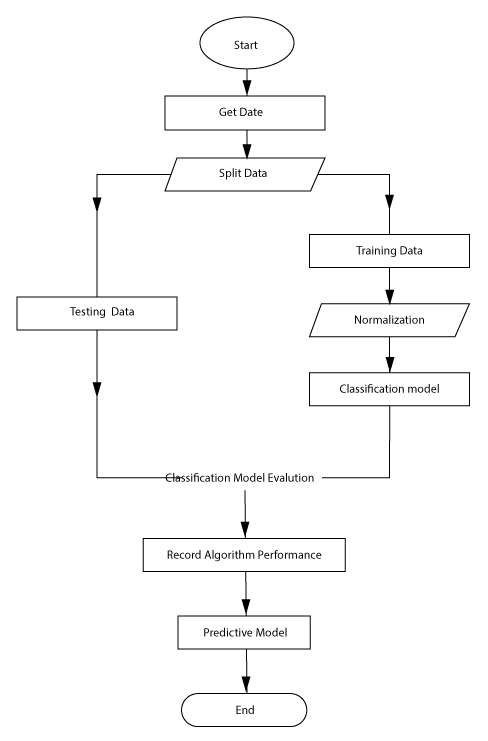 Start
Get Date
Split Data
Training Data
Testing Data
Normalization
Classification model
Classification Model Evalution
Record Algorithm Performance
Predictive Model
End